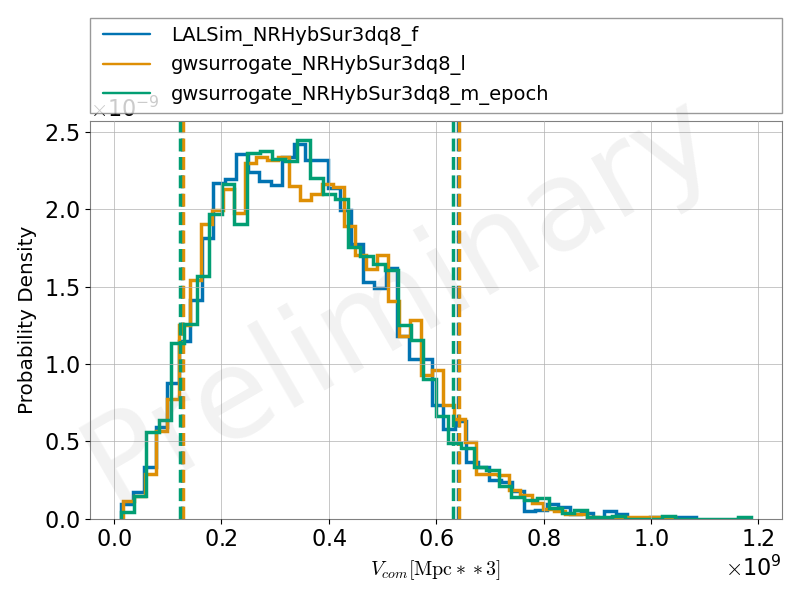 LALSim_NRHybSur3dq8_f
gwsurrogate_NRHybSur3dq8_l
gwsurrogate_NRHybSur3dq8_m_epoch
×10⁻⁹
2.5
2.0
1.5
1.0
0.5
0.0
Probability Density
Preliminary
0.0 0.2 0.4 0.6 0.8 1.0 1.2
×10⁹
V_com[Mpc ∗ ∗3]